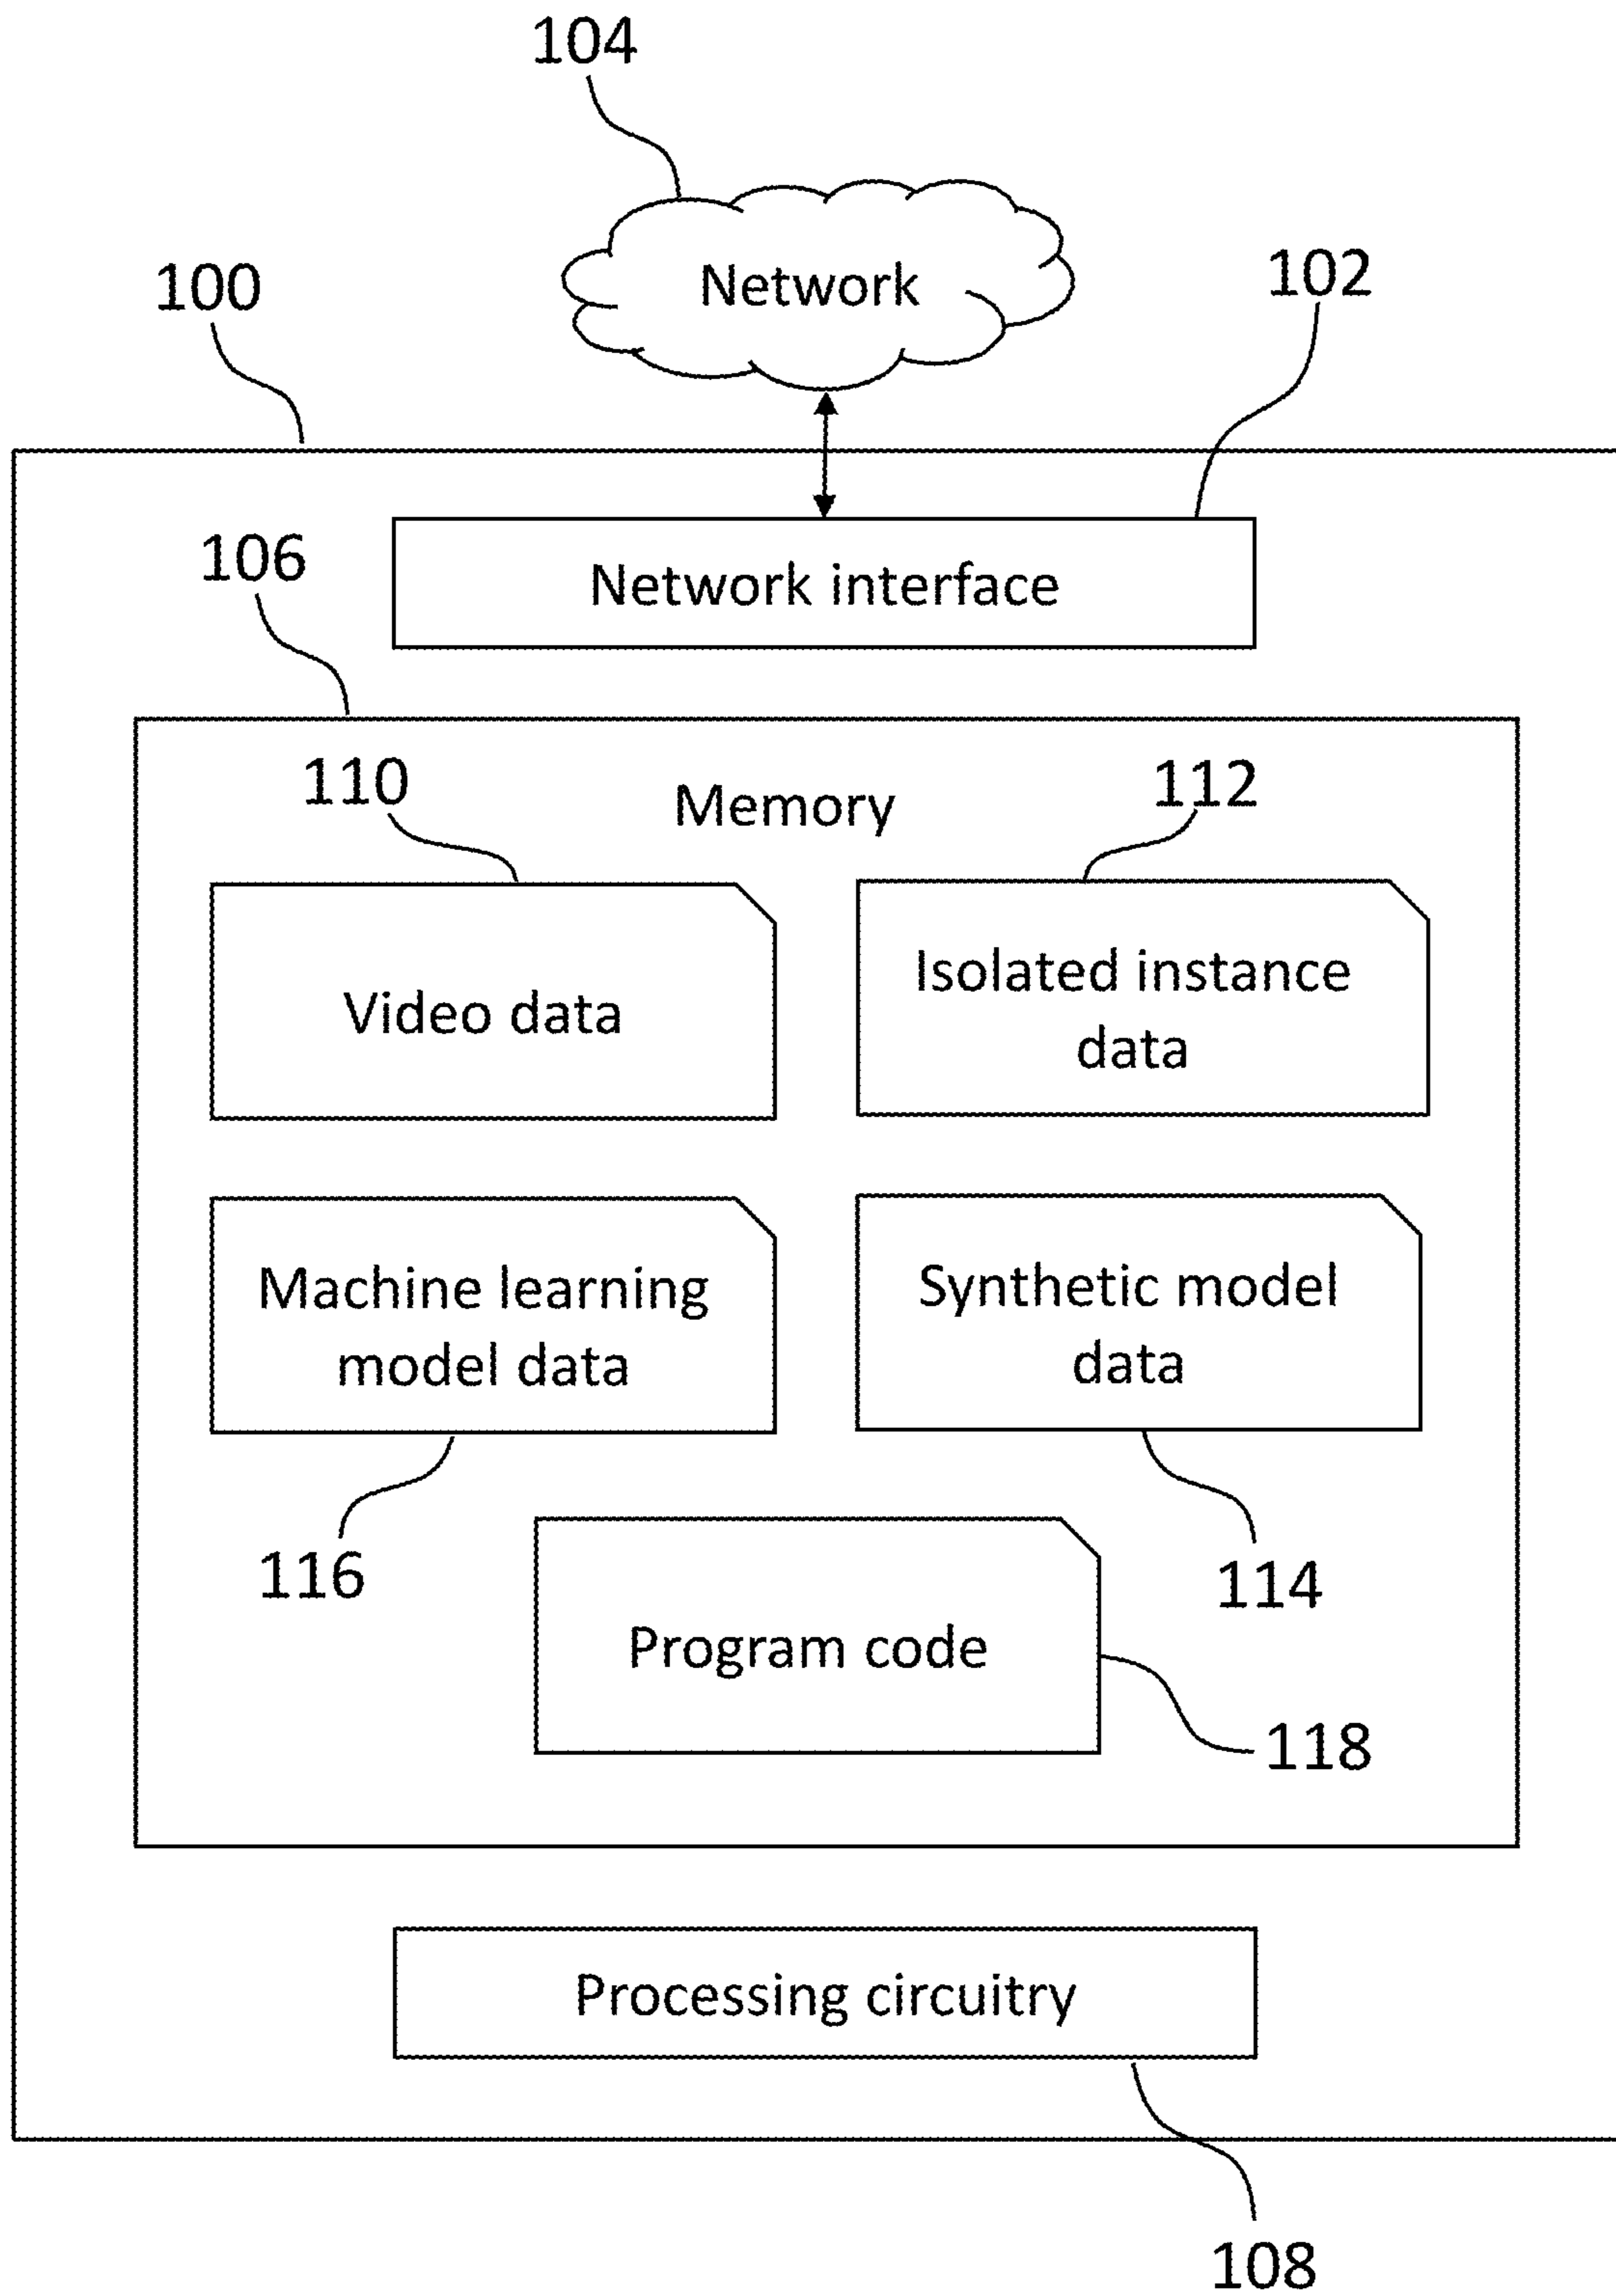 104
Network
100
102
106
Network interface
110
Memory
112
Video data
Isolated instance
data
Machine learning
model data
Synthetic model
data
116
114
Program code
118
Processing circuitry
108